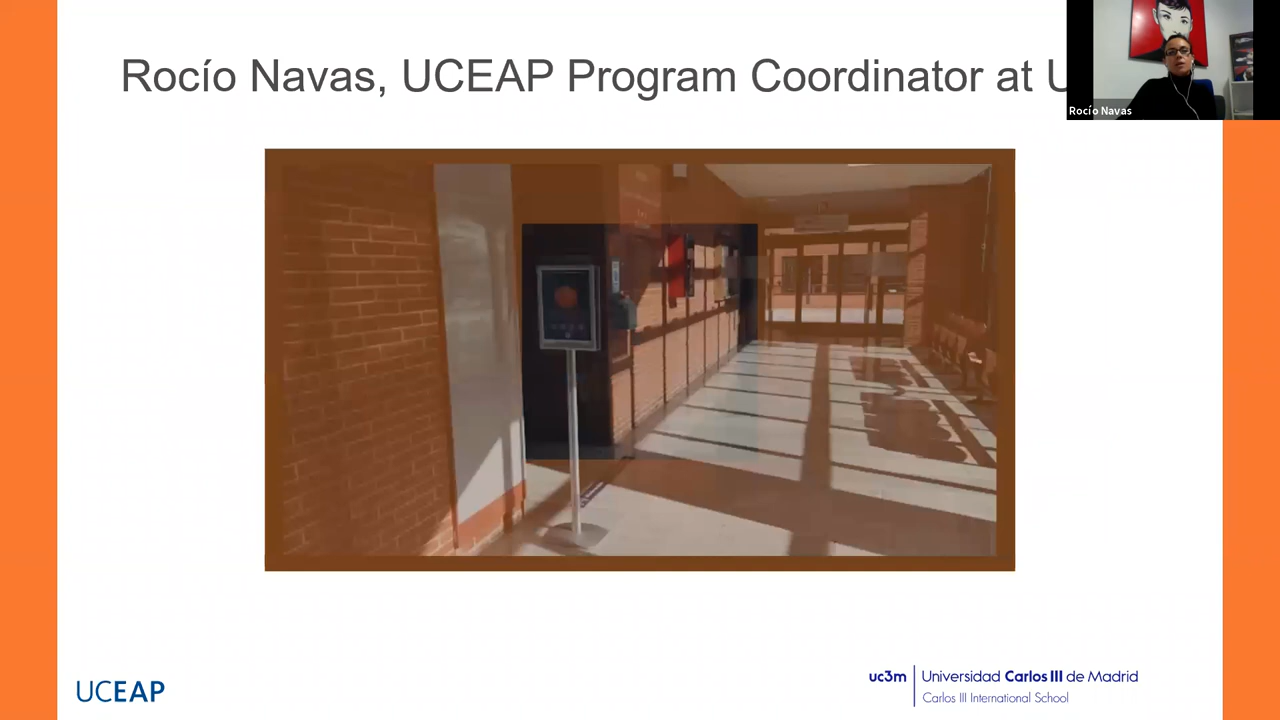 Rocío Navas, UCEAP Program Coordinator at U
Rocío Navas
UCEAP
uc3m
Universidad Carlos III de Madrid
Carlos III International School